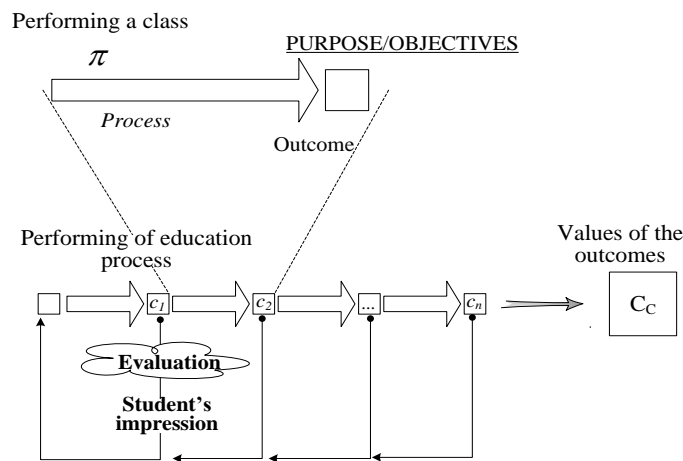 Performing a class
PURPOSE/OBJECTIVES
π
Process
Outcome
Performing of education
process
Values of the
outcomes
c1
c2
...
cn
CC
Evaluation
Student's
impression